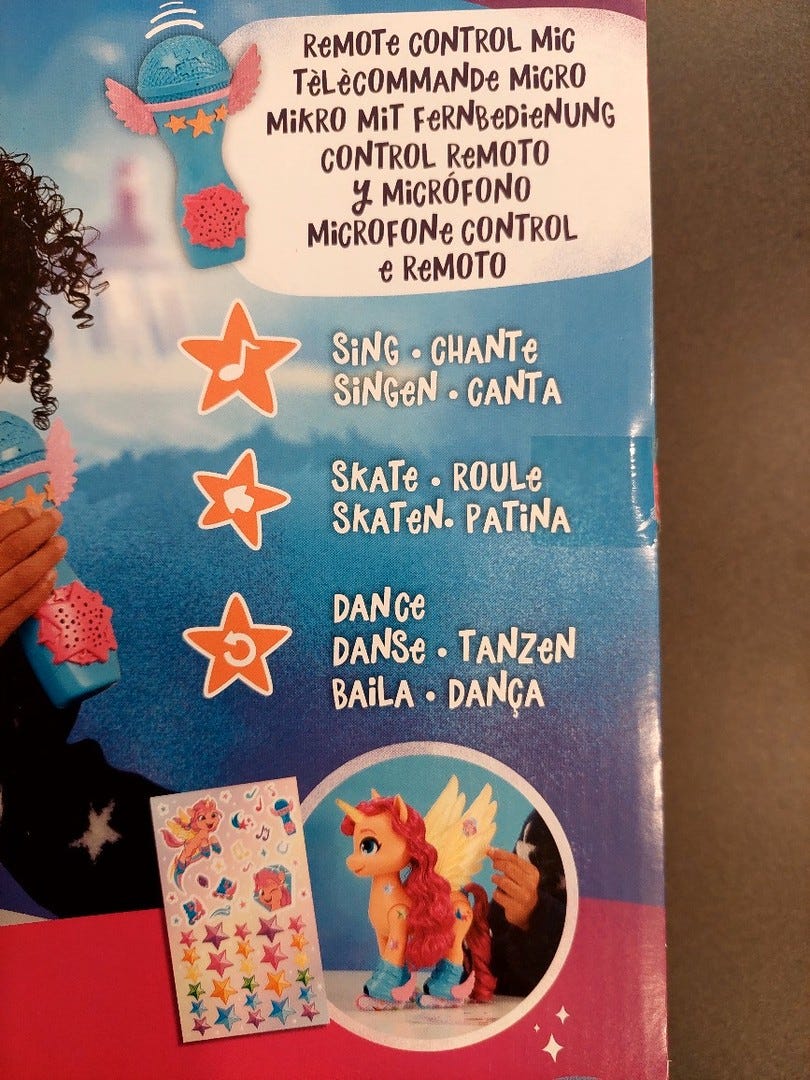 REMOTE CONTROL MIC
TÈLÈCOMMANDE MICRO
MIKRO MIT FERNBEDIENUNG
CONTROL REMOTO
Y MICRÓFONO
MICROFONE CONTROL
E REMOTO
SING • CHANTE
SINGEN • CANTA
SKATE • ROULE
SKATEN• PATINA
DANCE
DANSE • TANZEN
BAILA • DANÇA